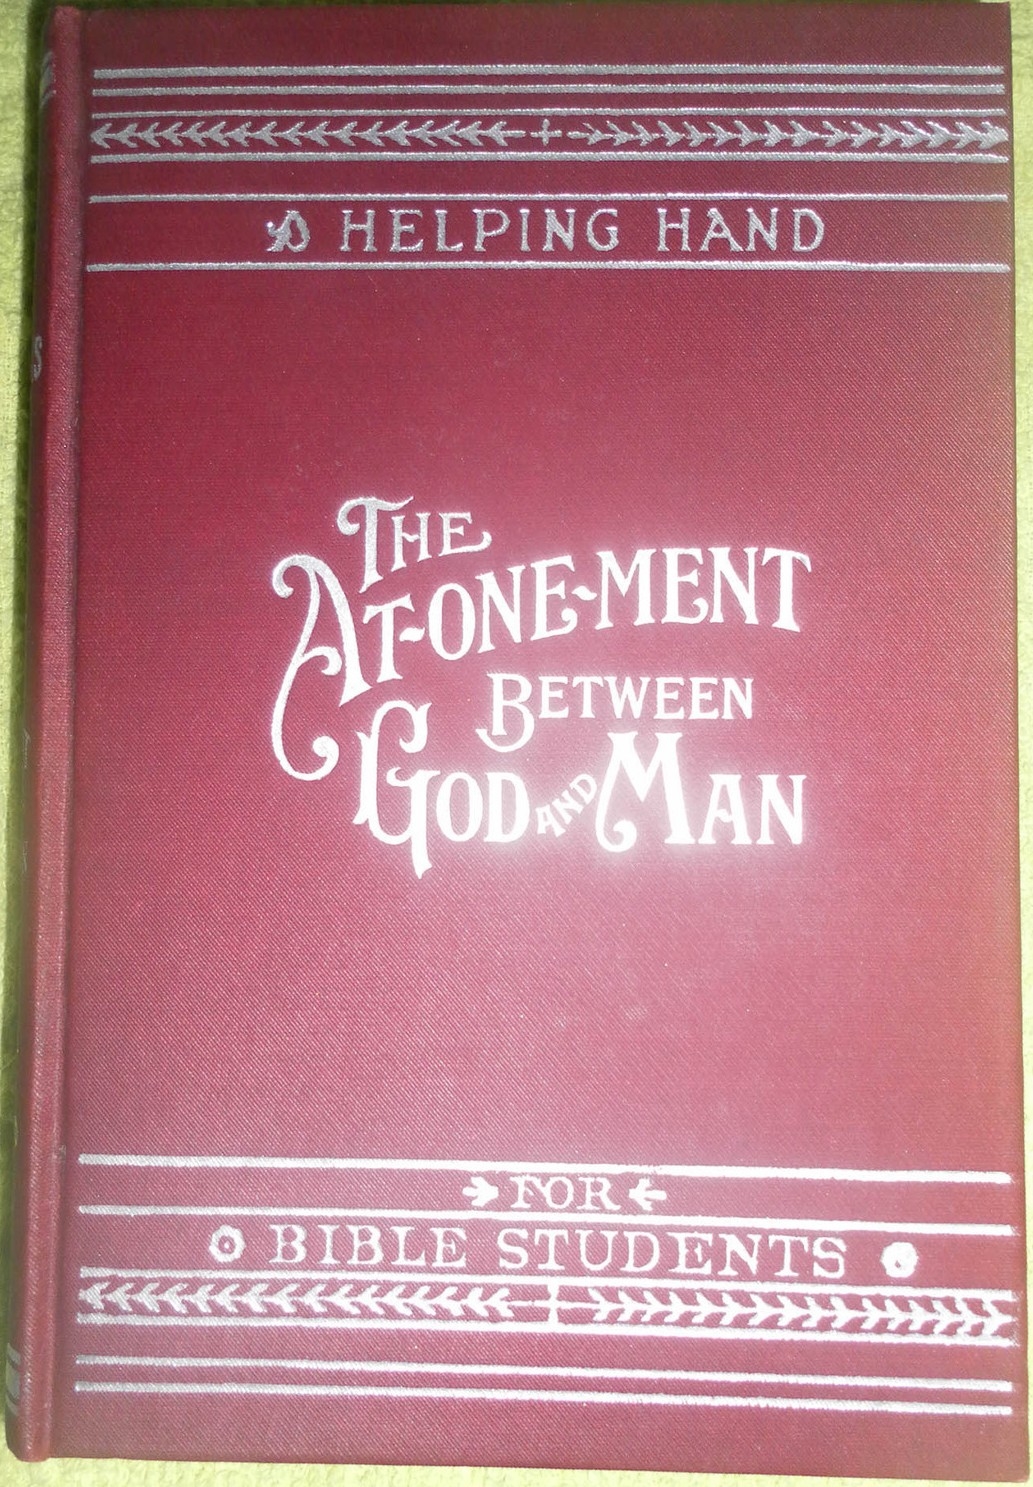 A HELPING HAND
THE
AT-ONE-MENT
BETWEEN
GOD AND MAN
FOR
BIBLE STUDENTS